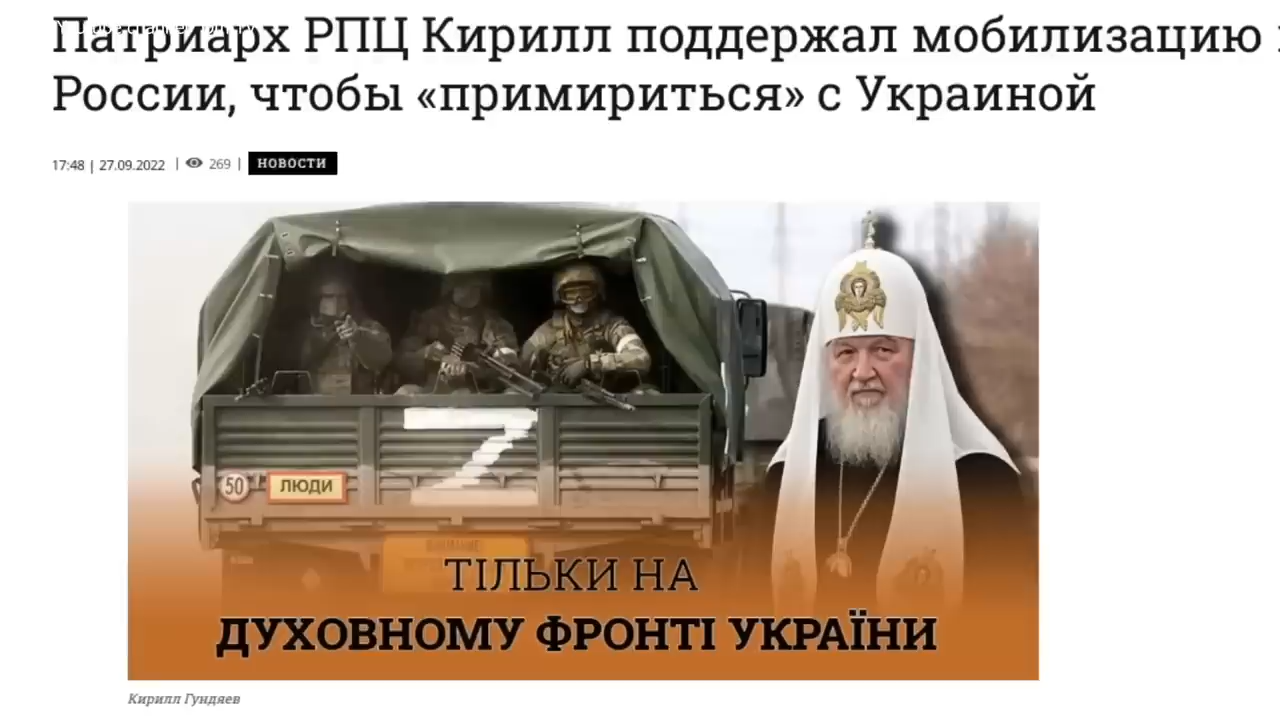 Патриарх РПЦ Кирилл поддержал мобилизацию
России, чтобы «примириться» с Украиной
17:48 | 27.09.2022 | 269 | НОВОСТИ
50 ЛЮДИ
Z
ТІЛЬКИ НА
ДУХОВНОМУ ФРОНТІ УКРАЇНИ
Кирилл Гундяев